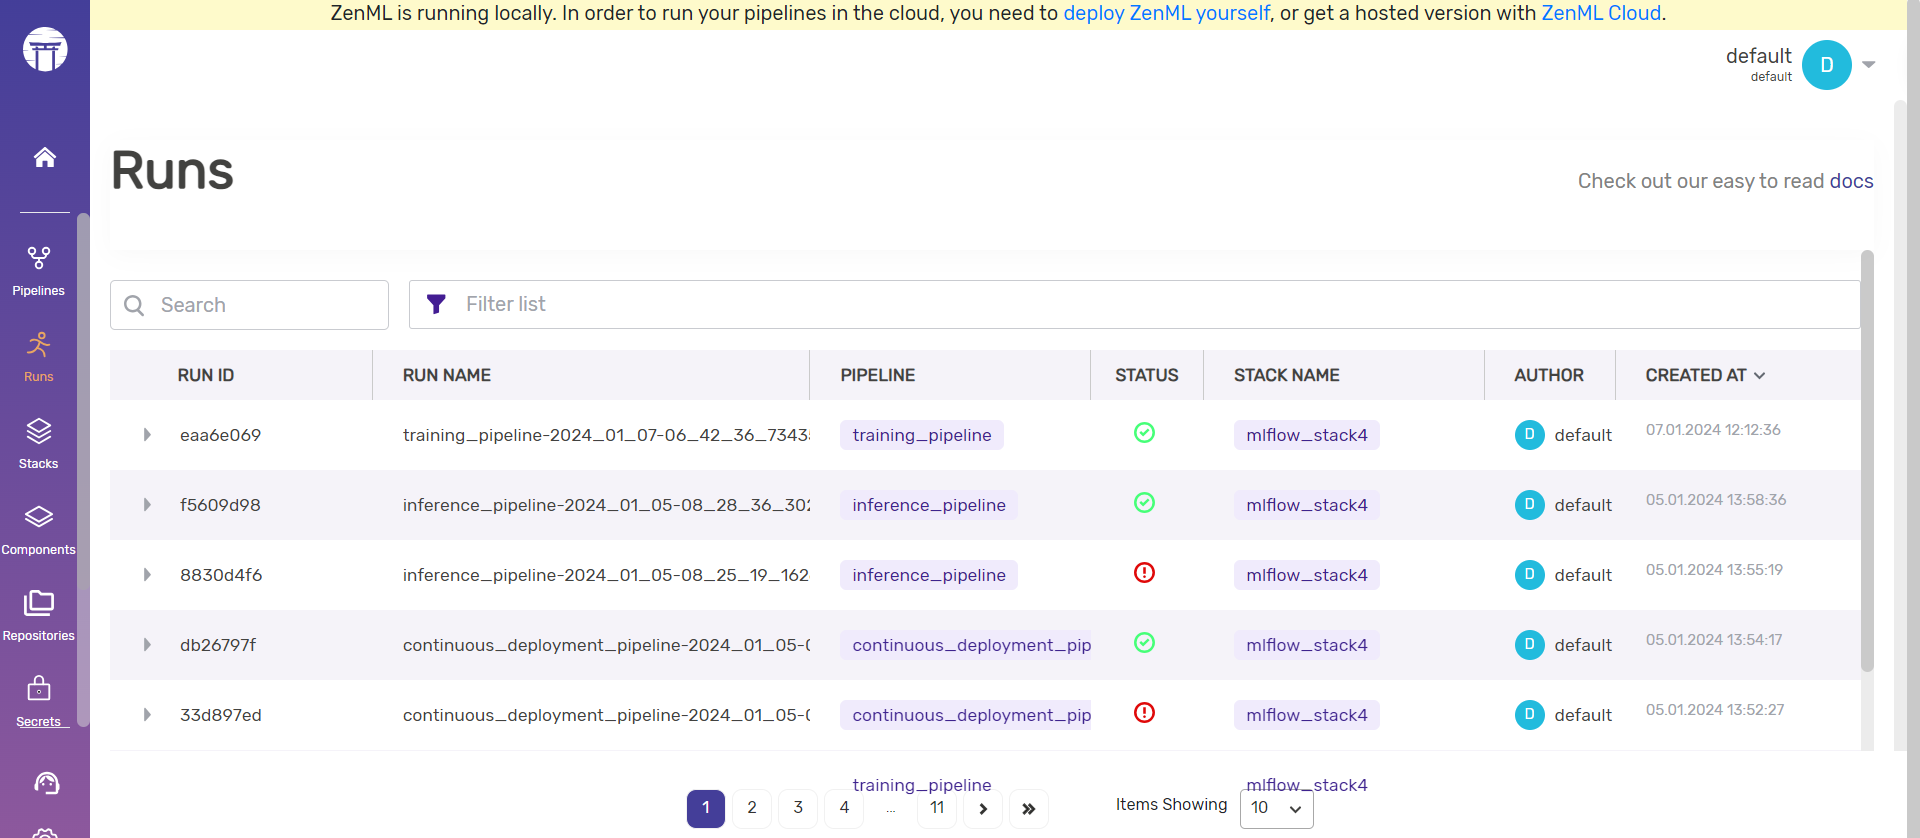 ZenML is running locally. In order to run your pipelines in the cloud, you need to deploy ZenML yourself, or get a hosted version with ZenML Cloud.
default
default
D
Runs
Check out our easy to read docs
Pipelines
Runs
Stacks
Components
Repositories
Secrets
Search
Filter list
RUN ID RUN NAME PIPELINE STATUS STACK NAME AUTHOR CREATED AT
eaa6e069 training_pipeline-2024_01_07-06_42_36_7343 training_pipeline mlflow_stack4 D default 07.01.2024 12:12:36
f5609d98 inference_pipeline-2024_01_05-08_28_36_30 inference_pipeline mlflow_stack4 D default 05.01.2024 13:58:36
8830d4f6 inference_pipeline-2024_01_05-08_25_19_162 inference_pipeline mlflow_stack4 D default 05.01.2024 13:55:19
db26797f continuous_deployment_pipeline-2024_01_05- continuous_deployment_pip mlflow_stack4 D default 05.01.2024 13:54:17
33d897ed continuous_deployment_pipeline-2024_01_05- continuous_deployment_pip mlflow_stack4 D default 05.01.2024 13:52:27
training_pipeline mlflow_stack4
1 2 3 4 ... 11 Items Showing 10